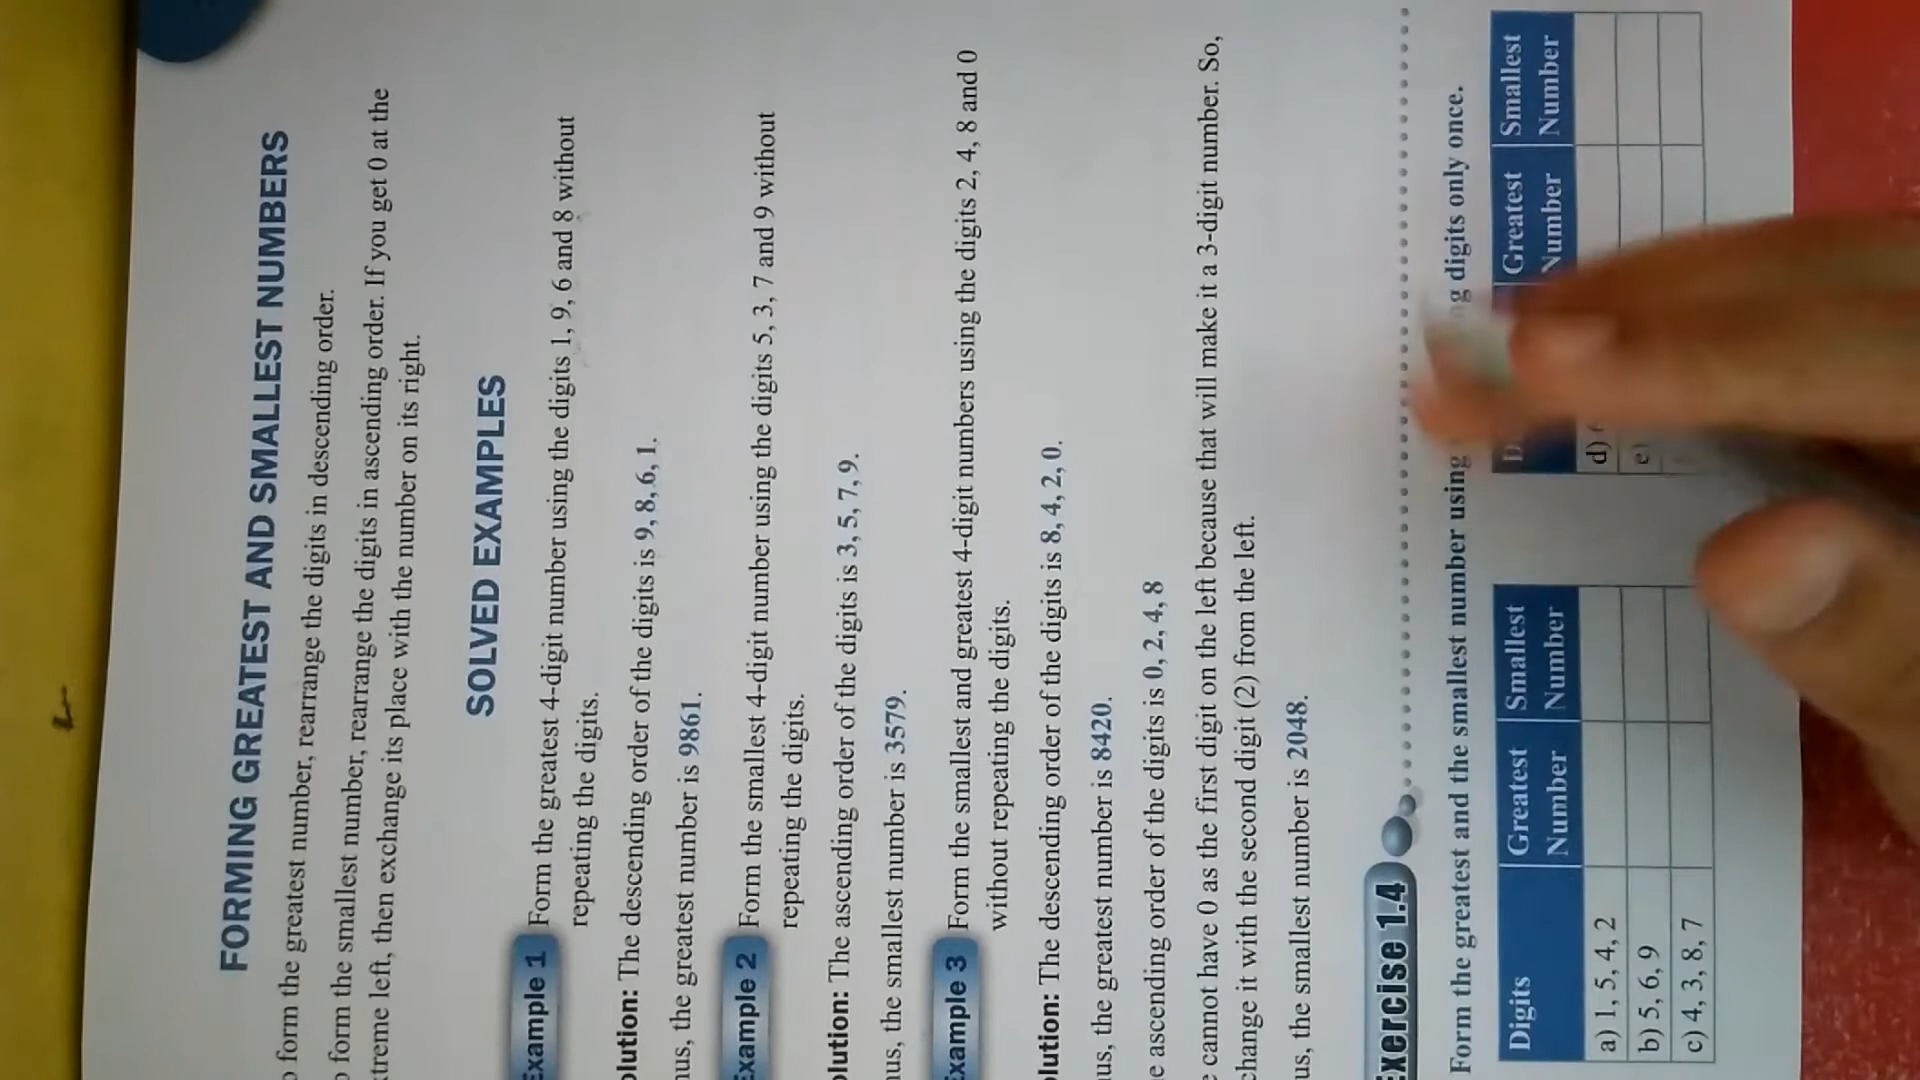 FORMING GREATEST AND SMALLEST NUMBERS
form the greatest number, rearrange the digits in descending order.
form the smallest number, rearrange the digits in ascending order. If you get 0 at the
treme left, then exchange its place with the number on its right.
SOLVED EXAMPLES
Example 1 Form the greatest 4-digit number using the digits 1, 9, 6 and 8 without
repeating the digits.
olution: The descending order of the digits is 9, 8, 6, 1.
us, the greatest number is 9861.
Example 2 Form the smallest 4-digit number using the digits 5, 3, 7 and 9 without
repeating the digits.
olution: The ascending order of the digits is 3, 5, 7, 9.
us, the smallest number is 3579.
Example 3 Form the smallest and greatest 4-digit numbers using the digits 2, 4, 8 and 0
without repeating the digits.
lution: The descending order of the digits is 8, 4, 2, 0.
us, the greatest number is 8420.
e ascending order of the digits is 0, 2, 4, 8
e cannot have 0 as the first digit on the left because that will make it a 3-digit number. So,
change it with the second digit (2) from the left.
us, the smallest number is 2048.
Exercise 1.4
Form the greatest and the smallest number using digits only once.
Digits Greatest Number Smallest Number
a) 1, 5, 4, 2
b) 5, 6, 9
c) 4, 3, 8, 7
Greatest Number Smallest Number
d)
e)